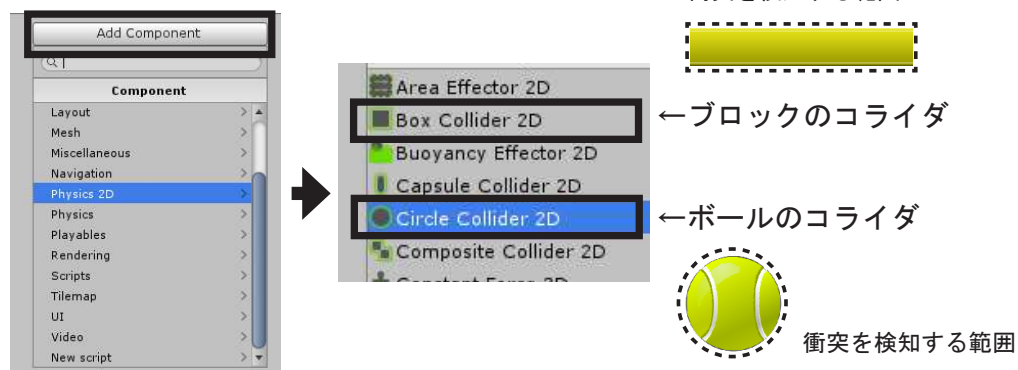 Add Component
Component
Layout
Mesh
Miscellaneous
Navigation
Physics 2D
Physics
Playables
Rendering
Scripts
Tilemap
UI
Video
New script
Area Effector 2D
Box Collider 2D
Buoyancy Effector 2D
Capsule Collider 2D
Circle Collider 2D
Composite Collider 2D
←ブロックのコライダ
←ボールのコライダ
衝突を検知する範囲